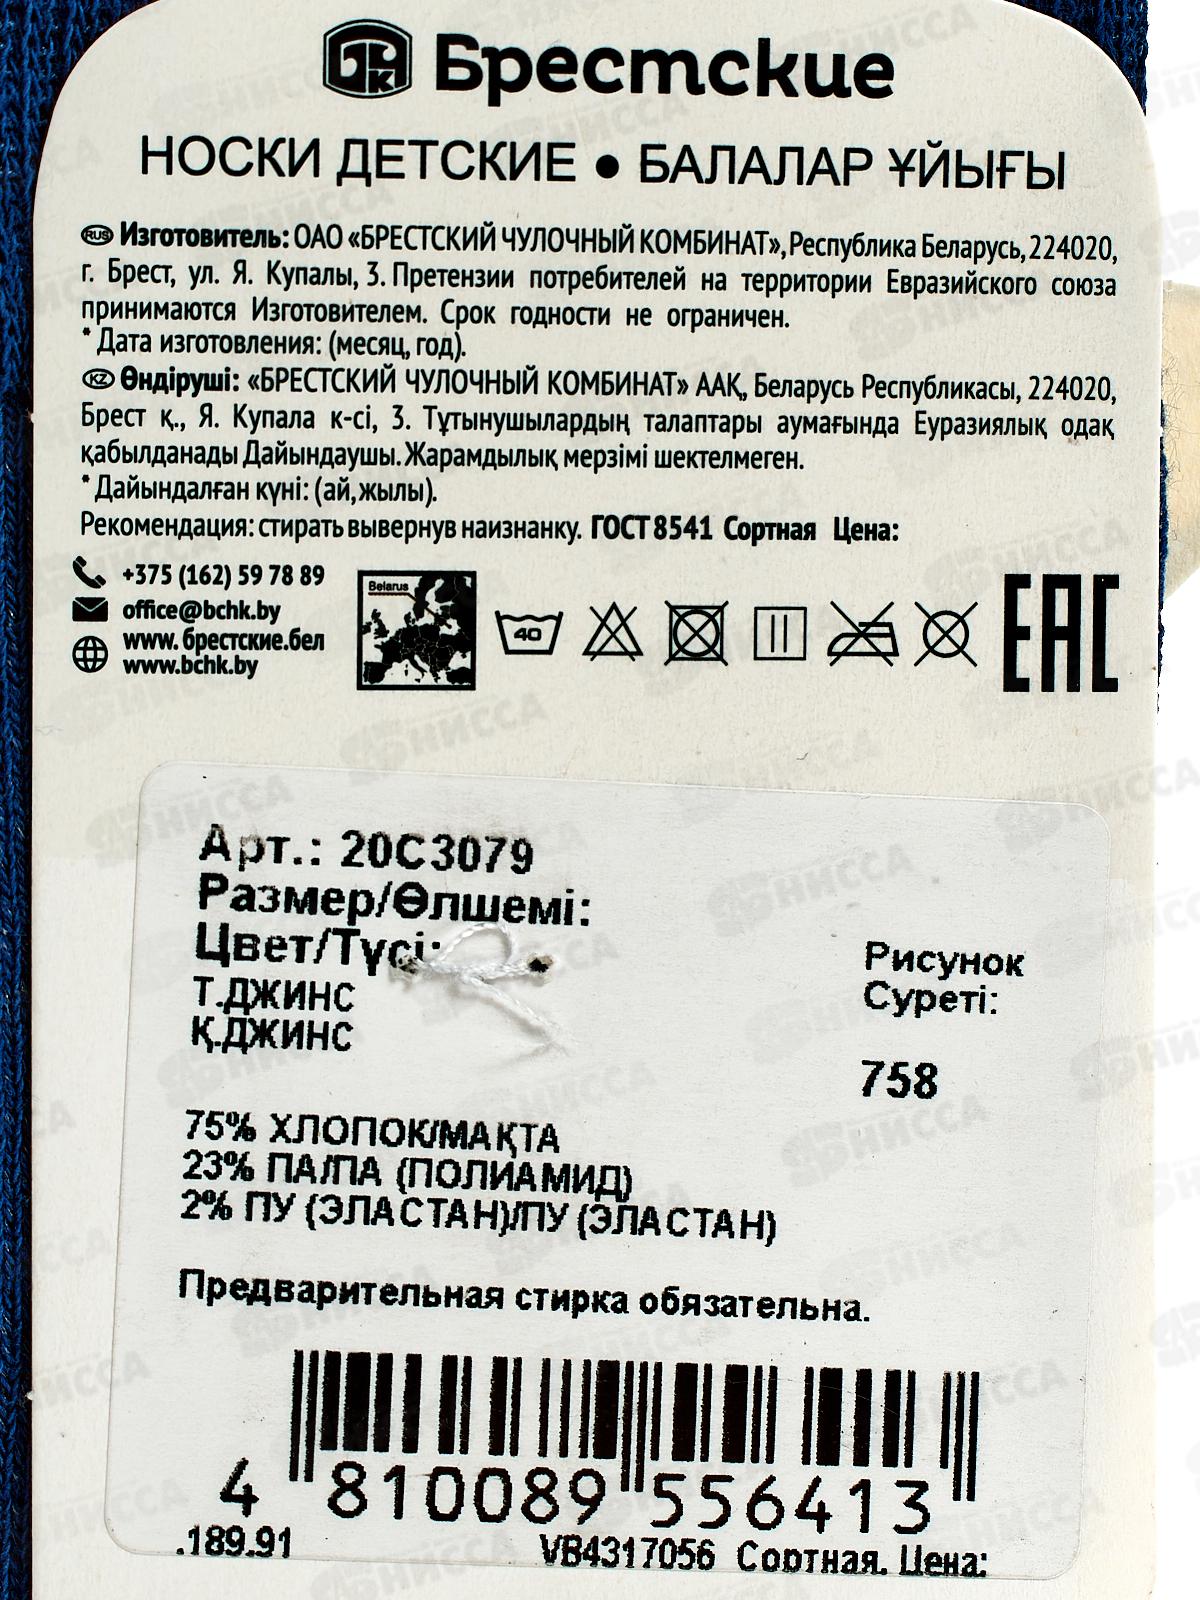 Брестские
НОСКИ ДЕТСКИЕ • БАЛАЛАР ҰЙЫҒЫ
RUS Изготовитель: ОАО «БРЕСТСКИЙ ЧУЛОЧНЫЙ КОМБИНАТ», Республика Беларусь, 224020,
г. Брест, ул. Я. Купалы, 3. Претензии потребителей на территории Евразийского союза
принимаются Изготовителем. Срок годности не ограничен.
* Дата изготовления: (месяц, год).
KZ Өндіруші: «БРЕСТСКИЙ ЧУЛОЧНЫЙ КОМБИНАТ» ААҚ, Беларусь Республикасы, 224020,
Брест қ., Я. Купала к-сі, 3. Тұтынушылардың талаптары аумағында Еуразиялық одақ
қабылданады Дайындаушы. Жарамдылық мерзімі шектелмеген.
* Дайындалған күні: (ай, жылы).
Рекомендация: стирать вывернув наизнанку. ГОСТ 8541 Сортная Цена:
+375 (162) 59 78 89
office@bchk.by
www. брестские.бел
www.bchk.by
Belarus
40
EAC
Арт.: 20С3079
Размер/Өлшемі:
Цвет/Түсі:
Т.ДЖИНС
Қ.ДЖИНС
Рисунок
Суреті:
758
75% ХЛОПОК/МАҚТА
23% ПА/ПА (ПОЛИАМИД)
2% ПУ (ЭЛАСТАН)/ПУ (ЭЛАСТАН)
Предварительная стирка обязательна.
4 810089 556413
.189.91 VB4317056 Сортная. Цена: